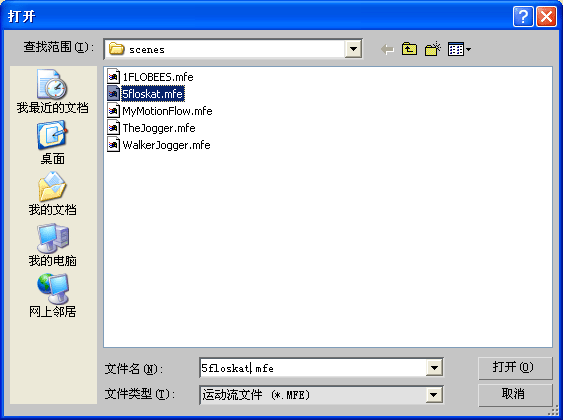 打开
查找范围(I):
scenes
我最近的文档
桌面
我的文档
我的电脑
网上邻居
1FLOBEES.mfe
5floskat.mfe
MyMotionFlow.mfe
TheJogger.mfe
WalkerJogger.mfe
文件名(N):
5floskat.mfe
打开(O)
文件类型(T):
运动流文件 (*.MFE)
取消